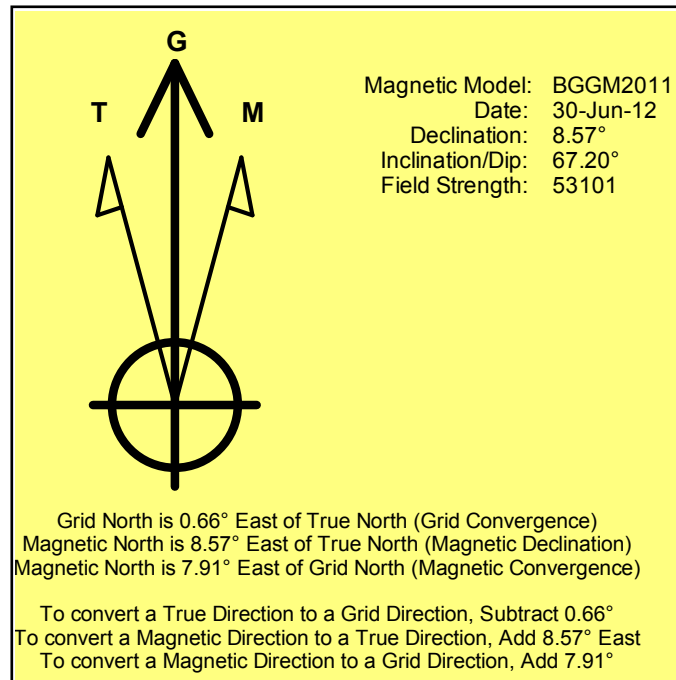 G
T
M
Magnetic Model: BGGM2011
Date: 30-Jun-12
Declination: 8.57°
Inclination/Dip: 67.20°
Field Strength: 53101
Grid North is 0.66° East of True North (Grid Convergence)
Magnetic North is 8.57° East of True North (Magnetic Declination)
Magnetic North is 7.91° East of Grid North (Magnetic Convergence)
To convert a True Direction to a Grid Direction, Subtract 0.66°
To convert a Magnetic Direction to a True Direction, Add 8.57° East
To convert a Magnetic Direction to a Grid Direction, Add 7.91°